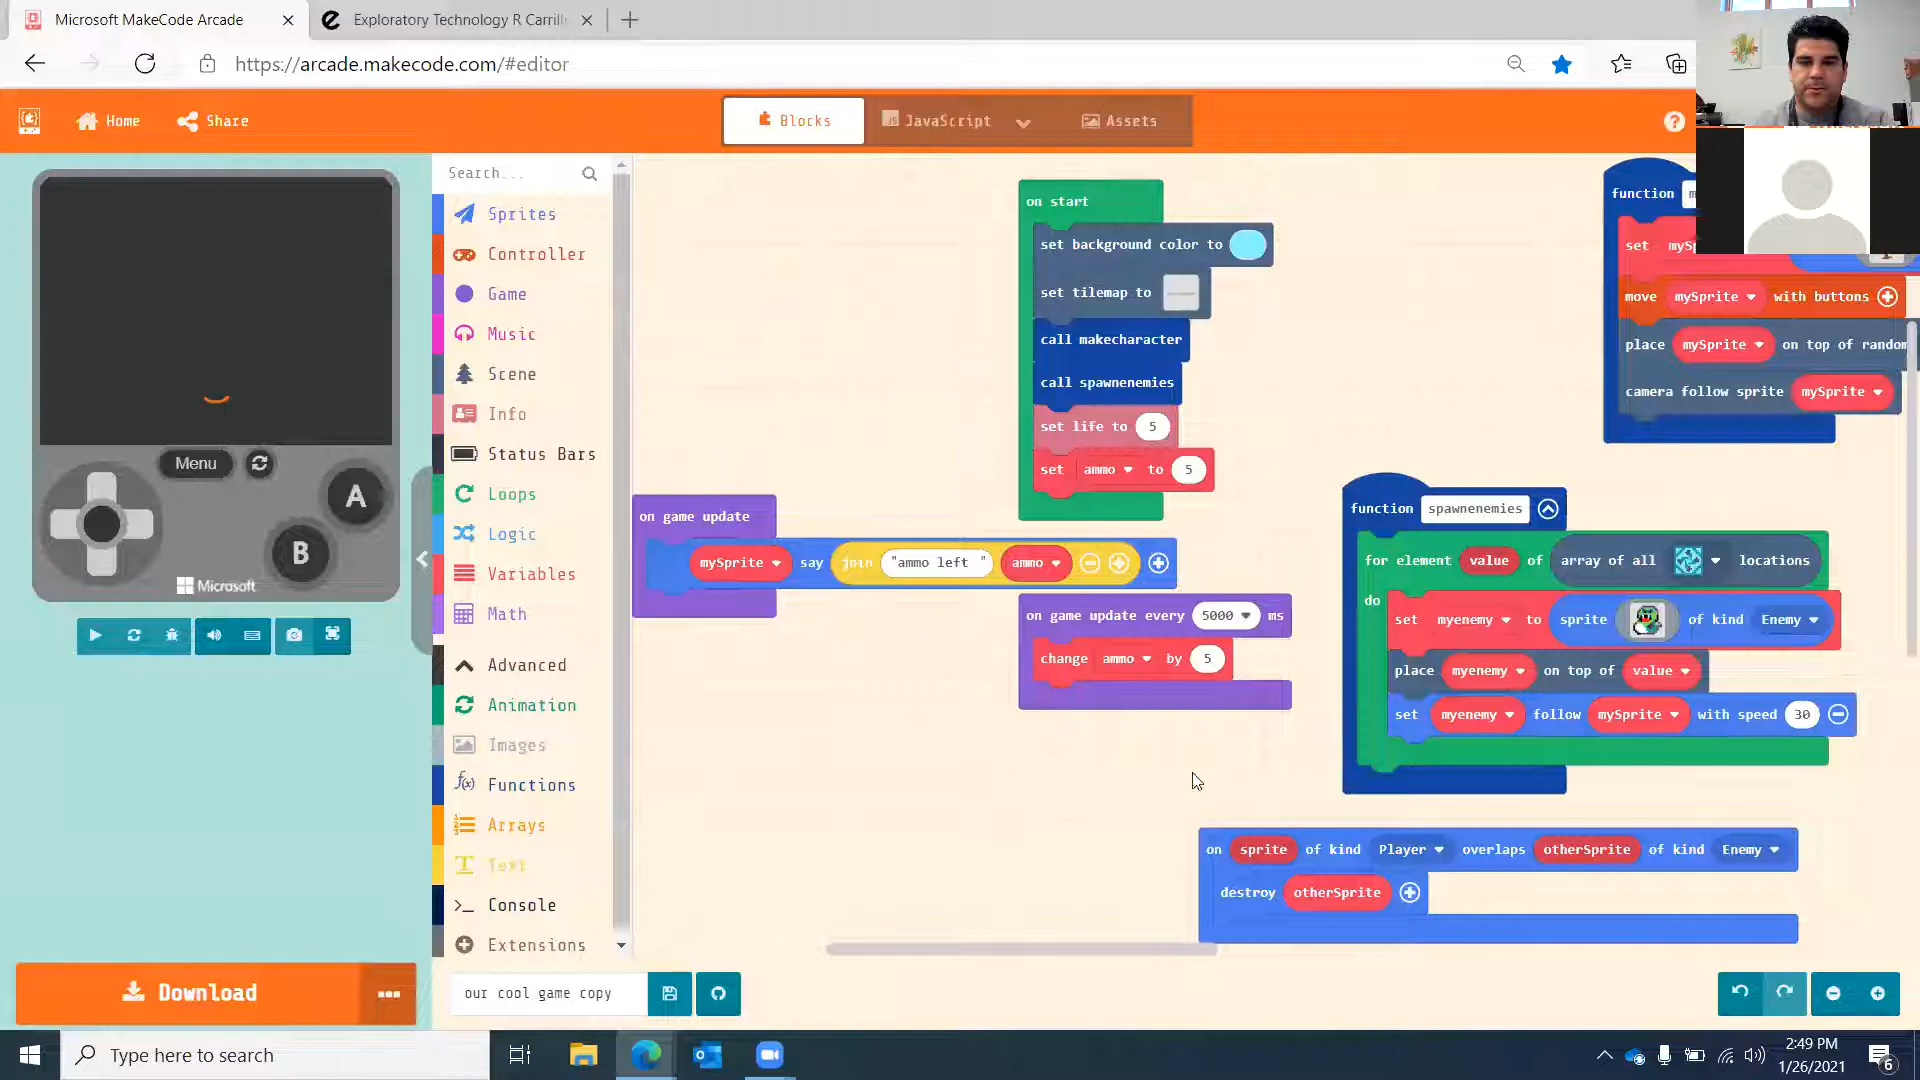 Microsoft MakeCode Arcade
Exploratory Technology R Carrill
https://arcade.makecode.com/#editor
Home
Share
Blocks
JavaScript
Assets
?
Search...
Sprites
Controller
Game
Music
Scene
Info
Status Bars
Loops
Logic
Variables
Math
Advanced
Animation
Images
Functions
Arrays
Text
Console
Extensions
Menu
A
B
Microsoft
Download
on start
set background color to
set tilemap to
call makecharacter
call spawnenemies
set life to 5
set ammo to 5
on game update
mySprite say join "ammo left " ammo
on game update every 5000 ms
change ammo by 5
function
set
move mySprite with buttons
place mySprite on top of random
camera follow sprite mySprite
function spawnenemies
for element value of array of all locations
do
set myenemy to sprite of kind Enemy
place myenemy on top of value
set myenemy follow mySprite with speed 30
on sprite of kind Player overlaps otherSprite of kind Enemy
destroy otherSprite
our cool game copy
Type here to search
2:49 PM
1/26/2021
6